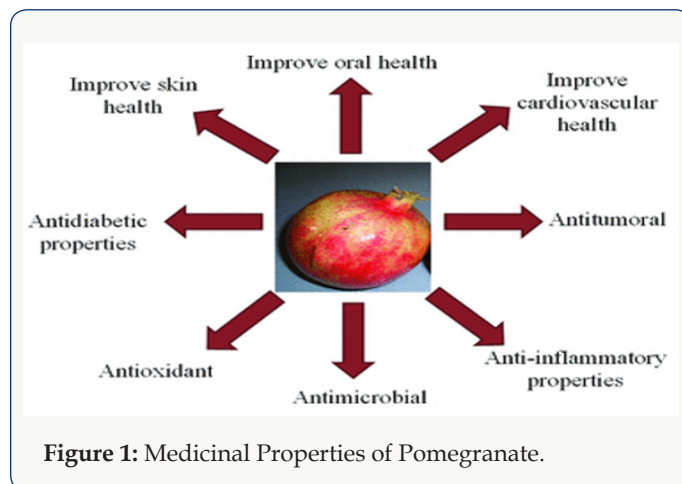 Improve oral health
Improve skin
health
Improve
cardiovascular
health
Antidiabetic
properties
Antitumoral
Antioxidant
Antimicrobial
Anti-inflammatory
properties
Figure 1: Medicinal Properties of Pomegranate.